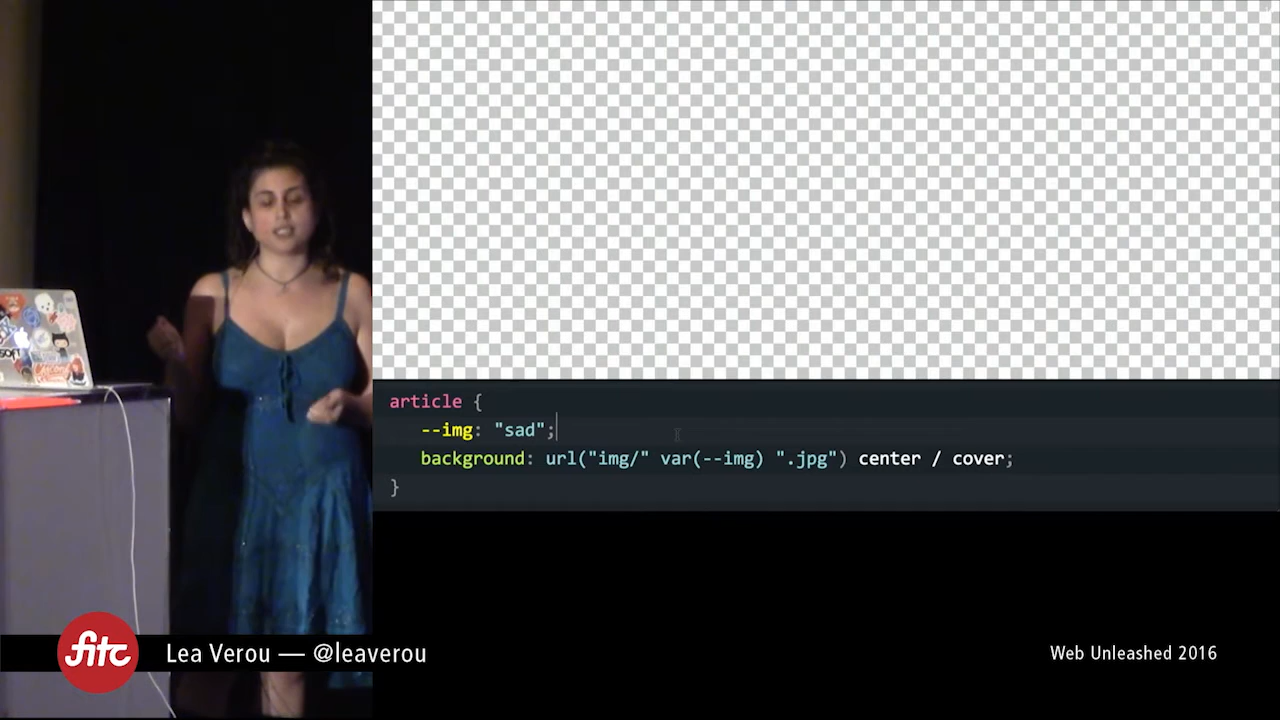 article {
--img: "sad";
background: url("img/" var(--img) ".jpg") center / cover;
}
fitc
Lea Verou — @leaverou
Web Unleashed 2016